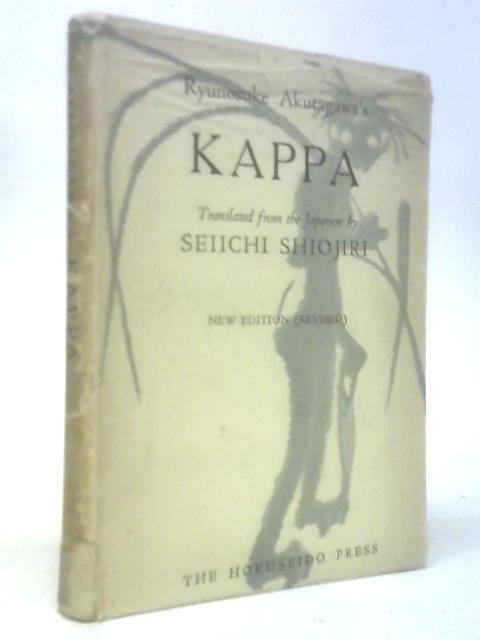 Ryunosuke Akutagawa's
KAPPA
Translated from the Japanese by
SEIICHI SHIOJIRI
NEW EDITION (REVISED)
THE HOKUSEIDO PRESS